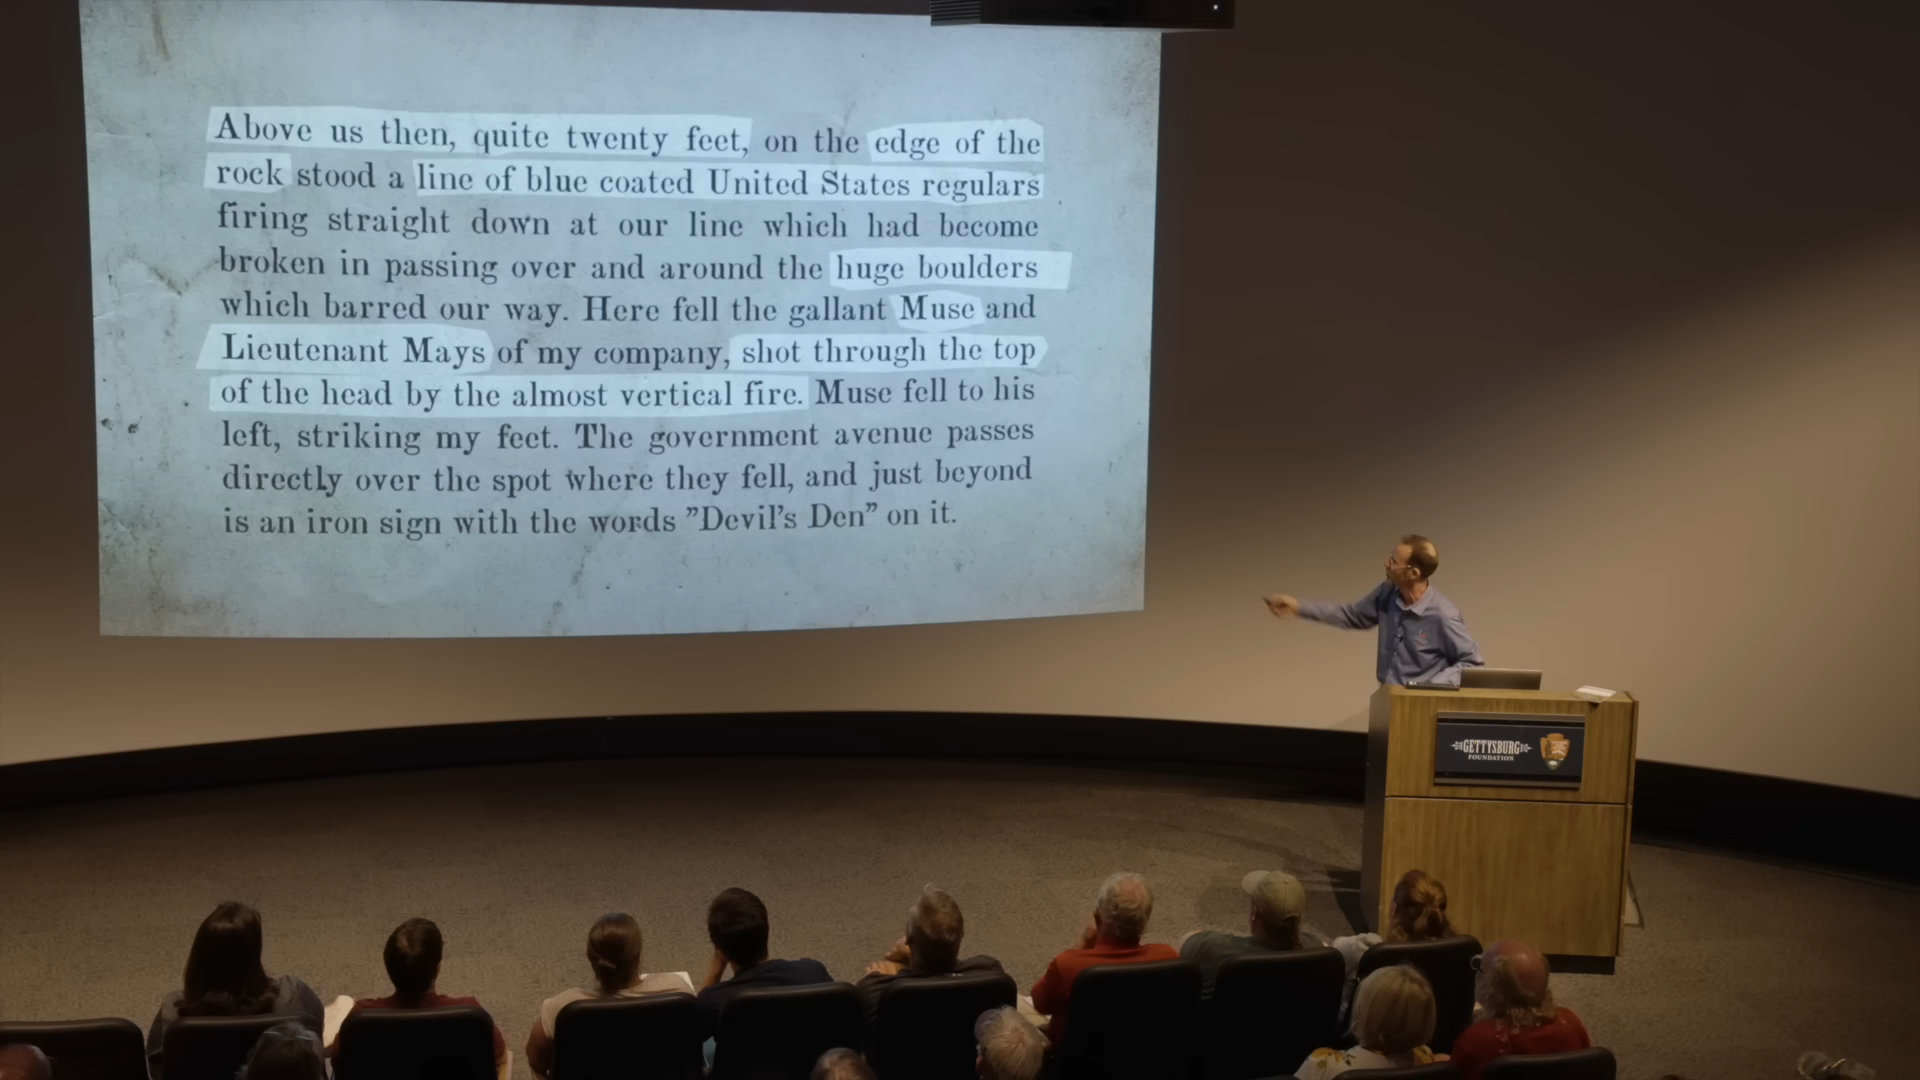 Above us then, quite twenty feet, on the edge of the
rock stood a line of blue coated United States regulars
firing straight down at our line which had become
broken in passing over and around the huge boulders
which barred our way. Here fell the gallant Muse and
Lieutenant Mays of my company, shot through the top
of the head by the almost vertical fire. Muse fell to his
left, striking my feet. The government avenue passes
directly over the spot where they fell, and just beyond
is an iron sign with the words ”Devil’s Den” on it.
GETTYSBURG
FOUNDATION